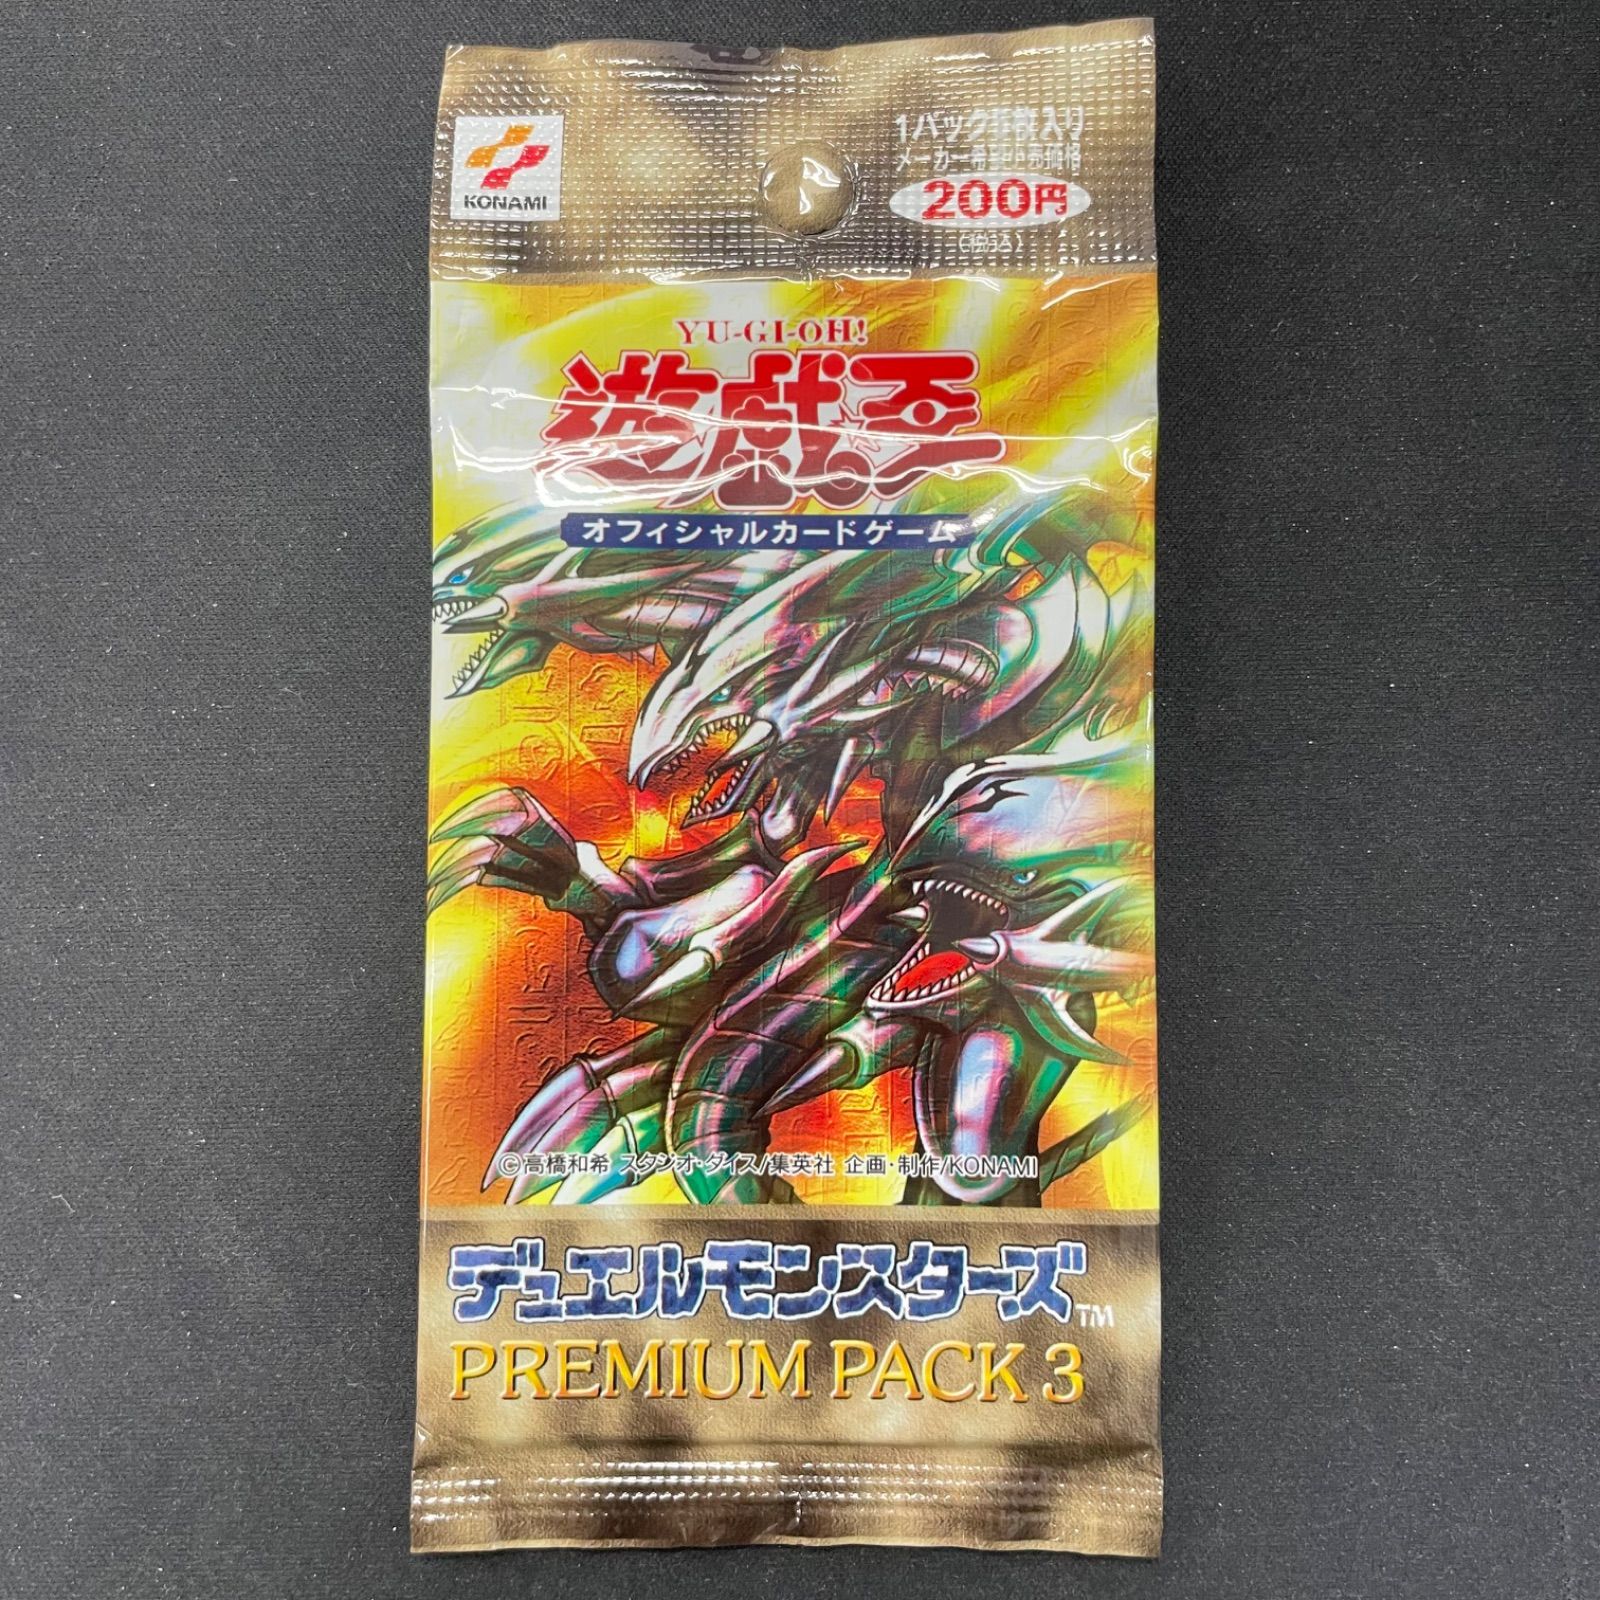 KONAMI
1パック5枚入り
メーカー希望小売価格
200円
(税込)
YU-GI-OH!
遊戯王
オフィシャルカードゲーム
©高橋和希 スタジオ・ダイス/集英社 企画・制作/KONAMI
デュエルモンスターズTM
PREMIUM PACK 3